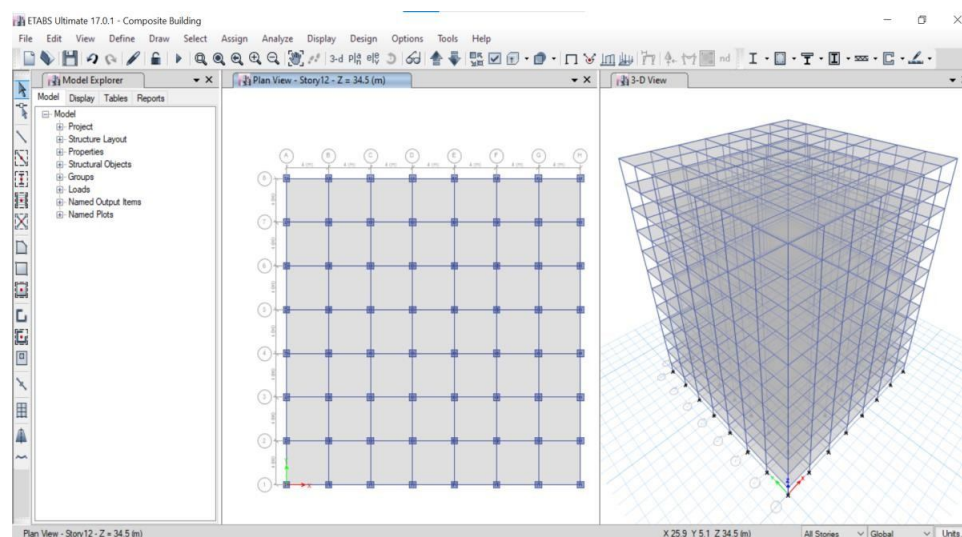 ETABS Ultimate 17.0.1 - Composite Building
File Edit View Define Draw Select Assign Analyze Display Design Options Tools Help
3-d nd
Model Explorer
Model Display Tables Reports
Model
Project
Structure Layout
Properties
Structural Objects
Groups
Loads
Named Output Items
Named Plots
Plan View - Story12 - Z = 34.5 (m)
A B C D E F G H
8
7
6
5
4
3
2
1
X
3-D View
Plan View - Story12 - Z = 34.5 (m)
X 25.9 Y 5.1 Z 34.5 (m)
All Stories
Global
Units